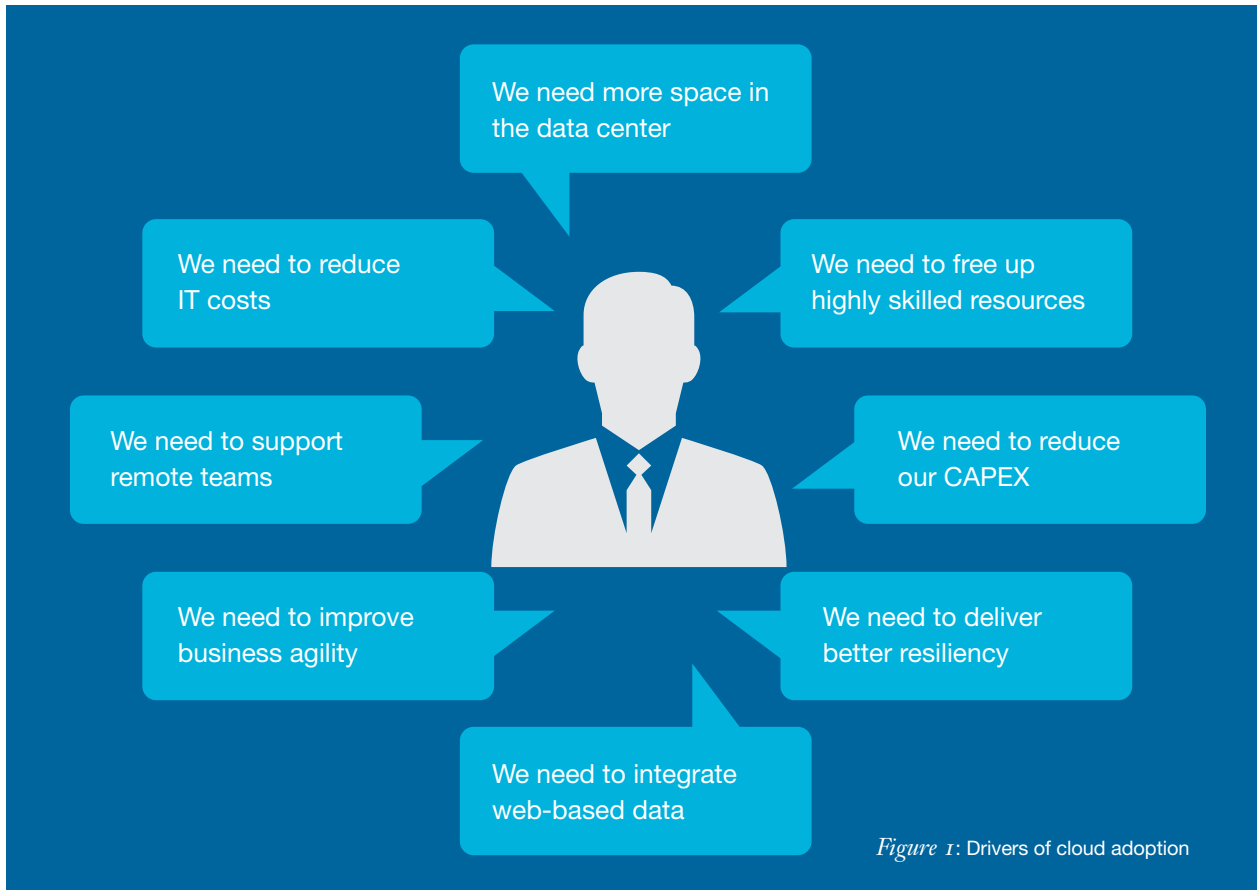 We need more space in
the data center
We need to reduce
IT costs
We need to free up
highly skilled resources
We need to support
remote teams
We need to reduce
our CAPEX
We need to improve
business agility
We need to deliver
better resiliency
We need to integrate
web-based data
Figure 1: Drivers of cloud adoption